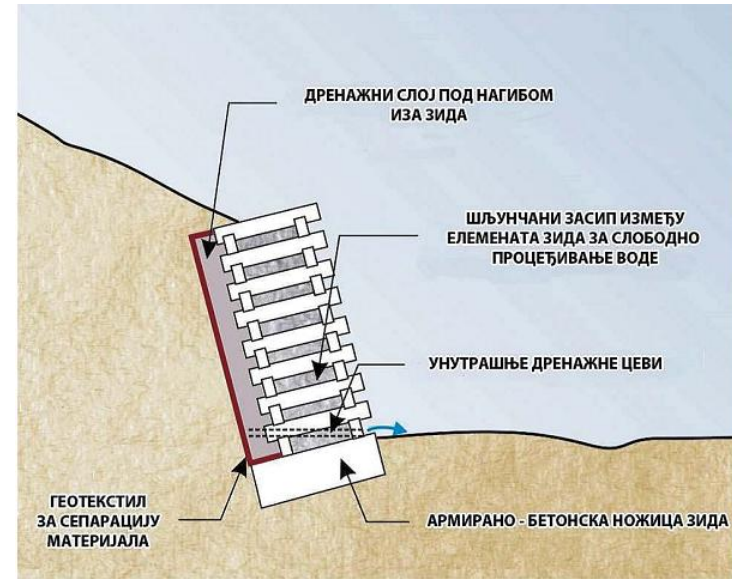 ДРЕНАЖНИ СЛОЈ ПОД НАГИБОМ
ИЗА ЗИДА
ШЉУНЧАНИ ЗАСИП ИЗМЕЂУ
ЕЛЕМЕНАТА ЗИДА ЗА СЛОБОДНО
ПРОЦЕЂИВАЊЕ ВОДЕ
УНУТРАШЊЕ ДРЕНАЖНЕ ЦЕВИ
ГЕОТЕКСТИЛ
ЗА СЕПАРАЦИЈУ
МАТЕРИЈАЛА
АРМИРАНО - БЕТОНСКА НОЖИЦА ЗИДА